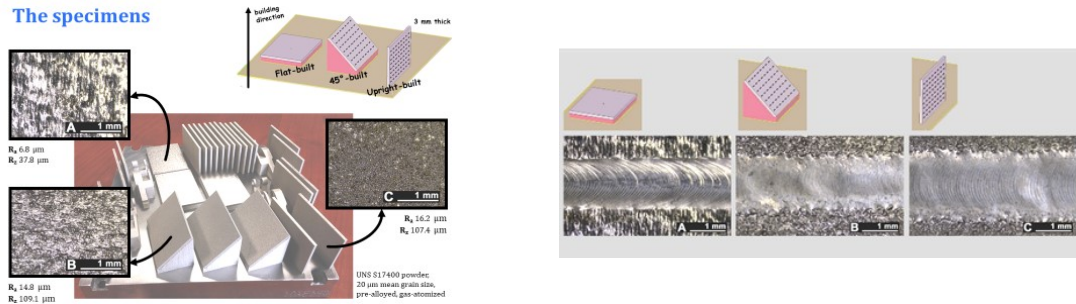 The specimens
building
direction
3 mm thick
Flat-built
45°-built
Upright-built
A 1 mm
Ra 6.8 μm
Rz 37.8 μm
C 1 mm
Ra 16.2 μm
Rz 107.4 μm
B 1 mm
Ra 14.8 μm
Rz 109.1 μm
UNS S17400 powder,
20 μm mean grain size,
pre-alloyed, gas-atomized
A 1 mm
B 1 mm
C 1 mm